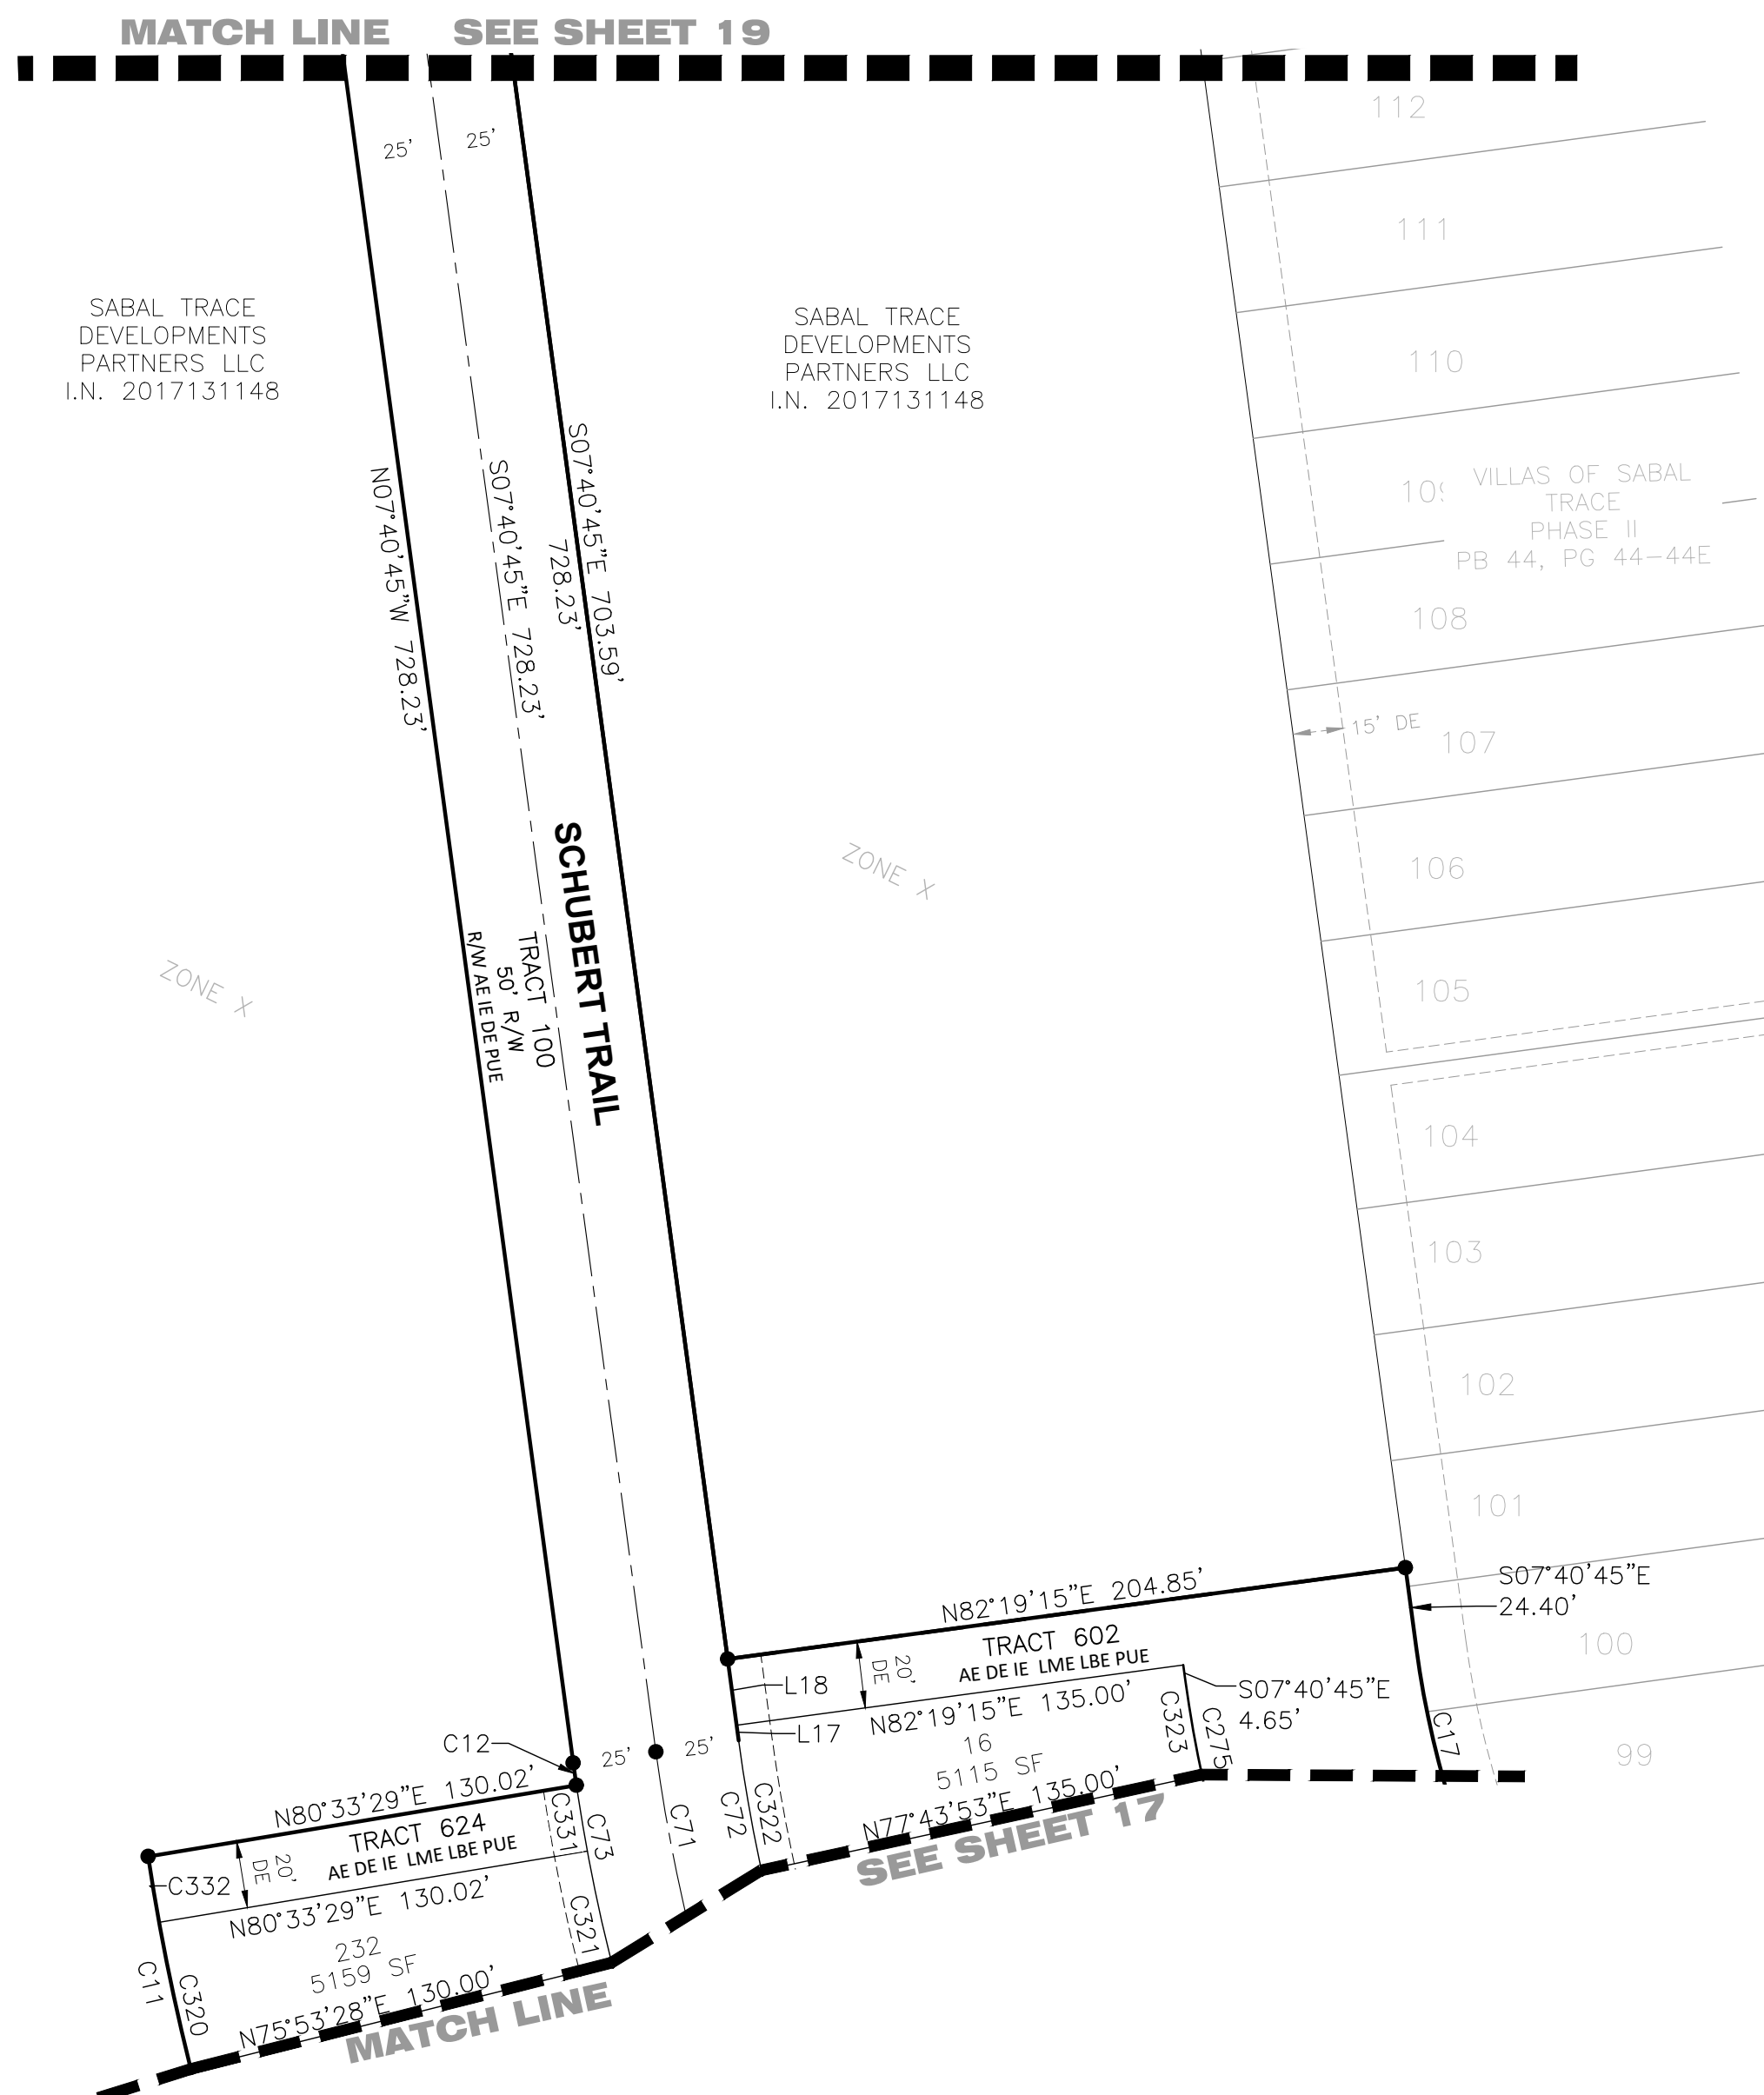 MATCH LINE SEE SHEET 19
25' 25'
112
111
110
108
107
106
105
104
103
102
101
100
99
SABAL TRACE
DEVELOPMENTS
PARTNERS LLC
I.N. 2017131148
SABAL TRACE
DEVELOPMENTS
PARTNERS LLC
I.N. 2017131148
VILLAS OF SABAL
TRACE
PHASE II
PB 44, PG 44-44E
N07°40'45"W 728.23'
S07°40'45"E 728.23'
S07°40'45"E 703.59'
728.23'
15' DE
ZONE X
ZONE X
SCHUBERT TRAIL
TRACT 100
50' R/W
R/W AE IE DE PUE
N82°19'15"E 204.85'
TRACT 602
AE DE IE LME LBE PUE
20'
DE
N82°19'15"E 135.00'
S07°40'45"E
24.40'
S07°40'45"E
4.65'
L18
L17
16
5115 SF
N77°43'53"E 135.00'
SEE SHEET 17
C323
C275
C17
C72
C322
C71
25' 25'
C12
C331
C73
N80°33'29"E 130.02'
TRACT 624
AE DE IE LME LBE PUE
20'
DE
C332
N80°33'29"E 130.02'
C321
232
5159 SF
C11
C320
N75°53'28"E 130.00'
MATCH LINE